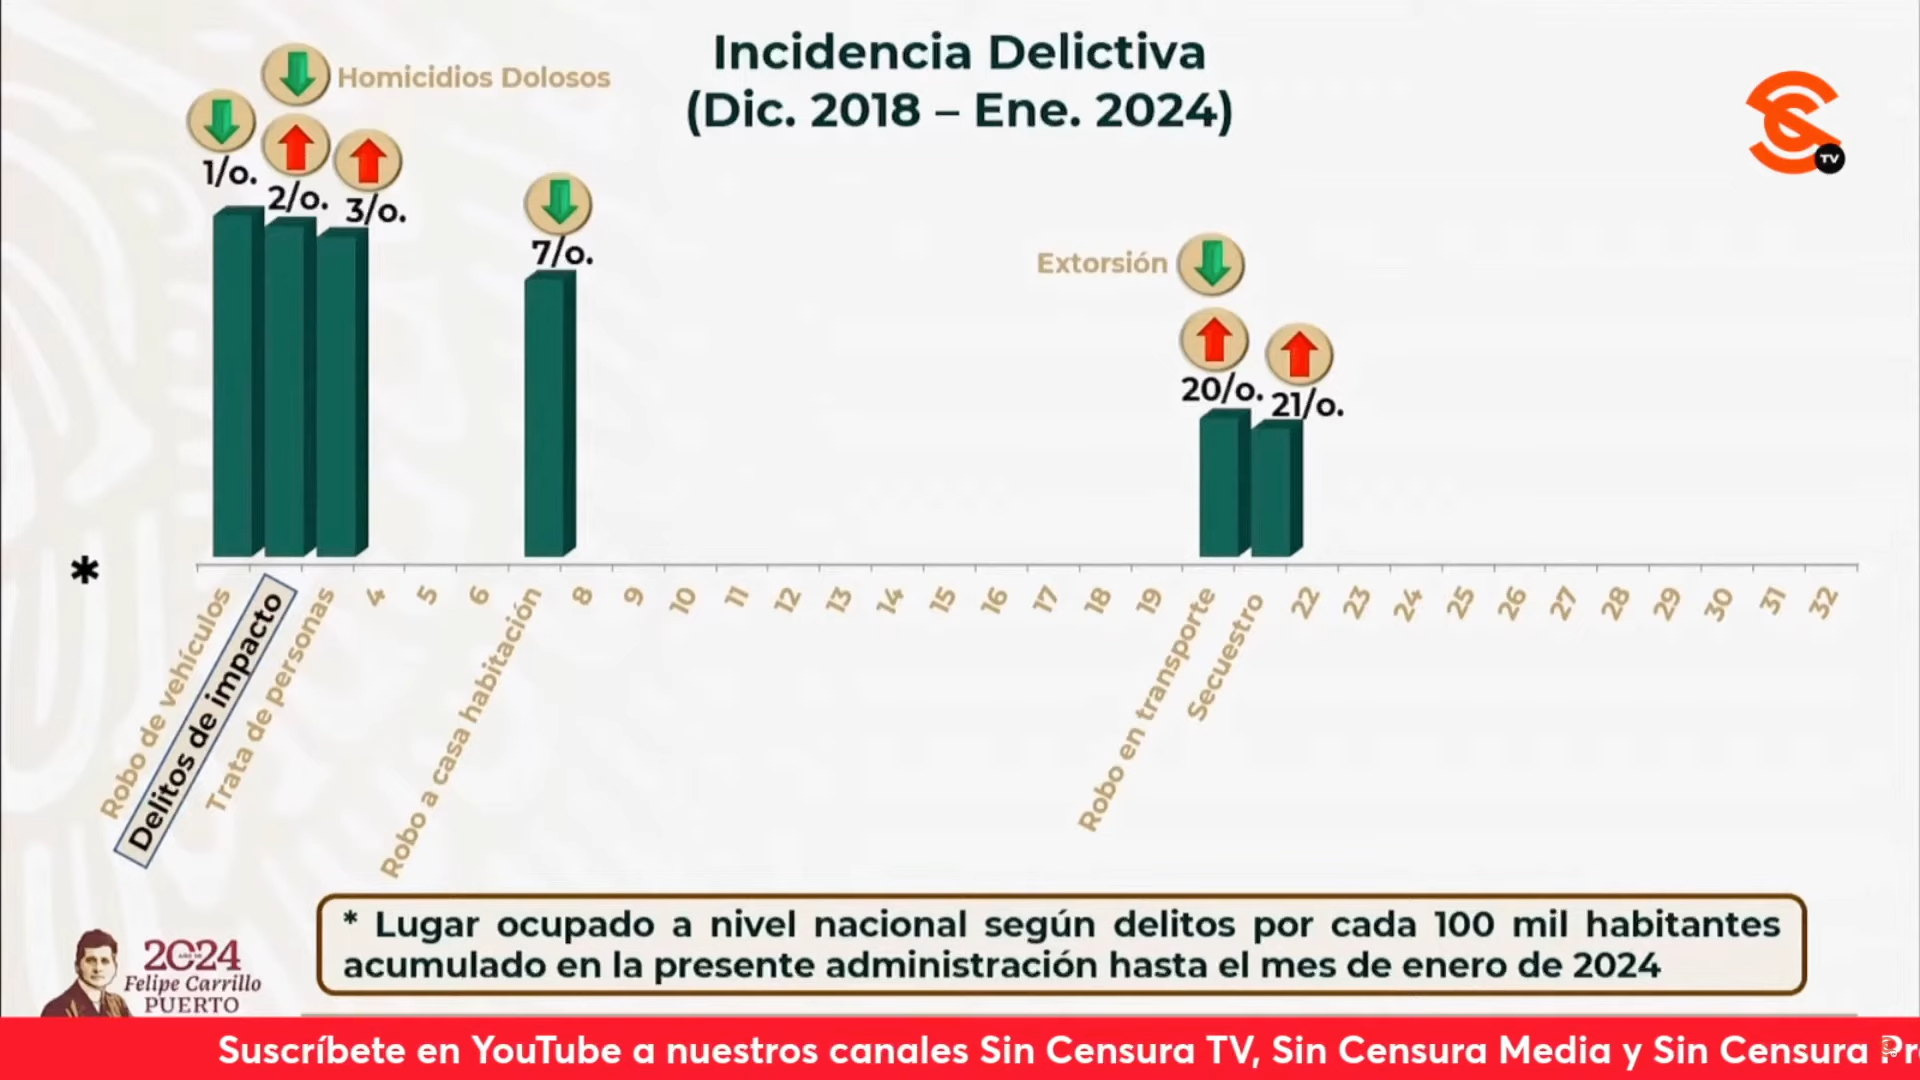 Incidencia Delictiva
(Dic. 2018 – Ene. 2024)
TV
Homicidios Dolosos
1/o.
2/o.
3/o.
7/o.
Extorsión
20/o.
21/o.
*
Robo de vehículos
Delitos de impacto
Trata de personas
4
5
6
Robo a casa habitación
8
9
10
11
12
13
14
15
16
17
18
19
Robo en transporte
Secuestro
22
23
24
25
26
27
28
29
30
31
32
* Lugar ocupado a nivel nacional según delitos por cada 100 mil habitantes
acumulado en la presente administración hasta el mes de enero de 2024
2024
Felipe Carrillo
PUERTO
Suscríbete en YouTube a nuestros canales Sin Censura TV, Sin Censura Media y Sin Censura